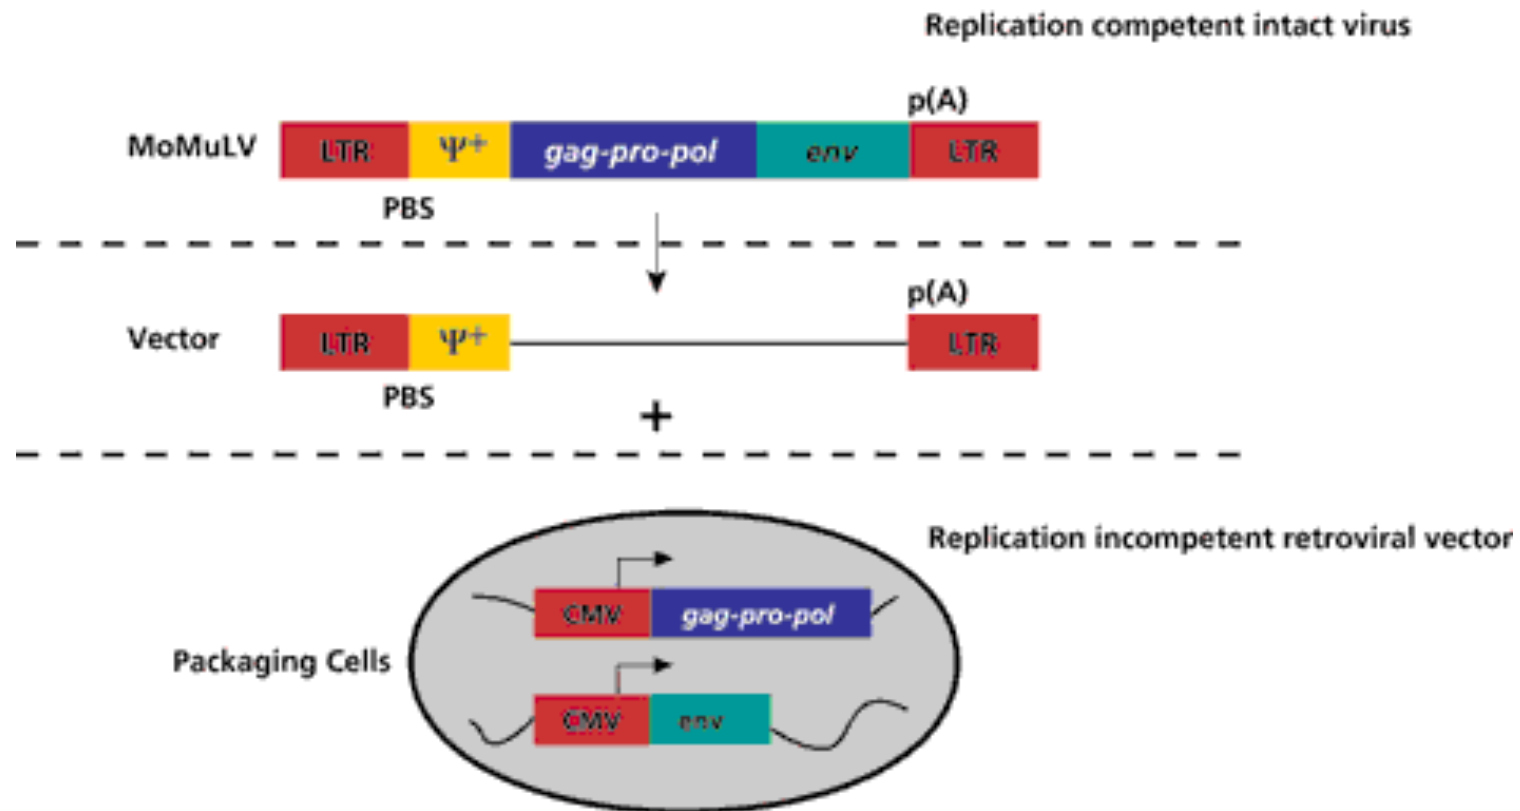 Replication competent intact virus
p(A)
MoMuLV LTR Ψ+ gag-pro-pol env LTR
PBS
p(A)
Vector LTR Ψ+ LTR
PBS
+
Replication incompetent retroviral vector
CMV gag-pro-pol
Packaging Cells
CMV env